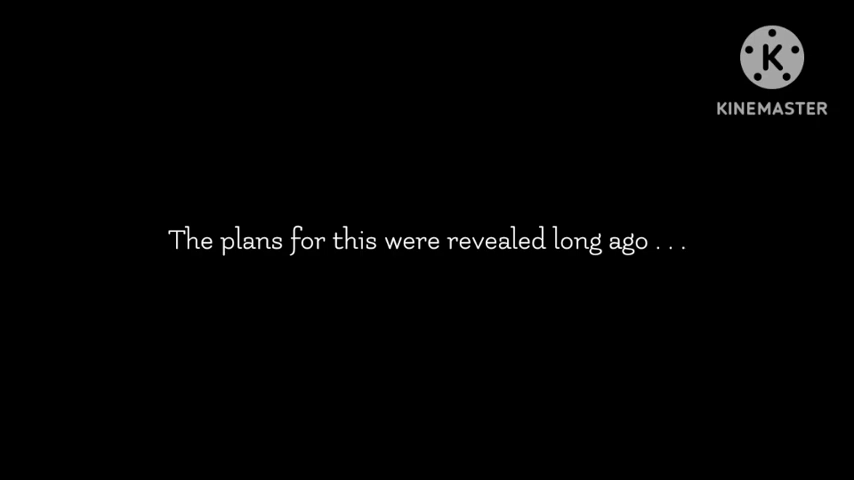 KINEMASTER
The plans for this were revealed long ago . . .